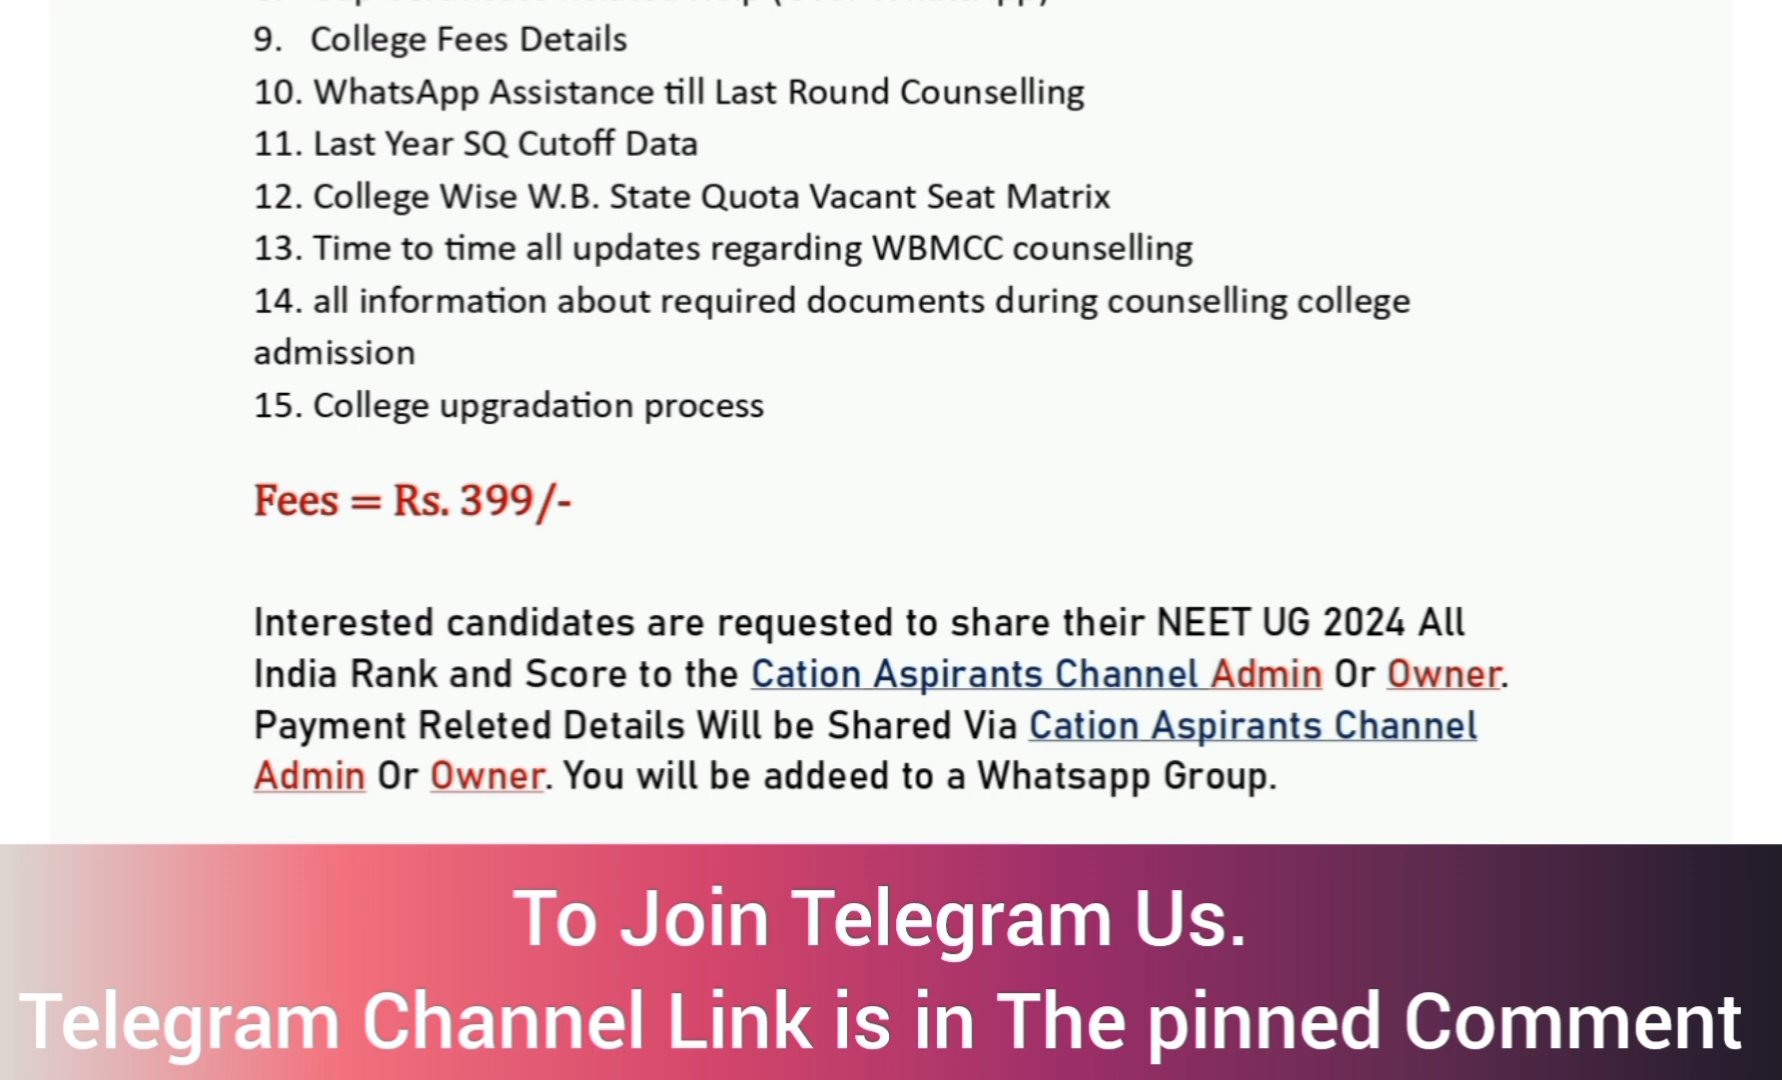 9. College Fees Details
10. WhatsApp Assistance till Last Round Counselling
11. Last Year SQ Cutoff Data
12. College Wise W.B. State Quota Vacant Seat Matrix
13. Time to time all updates regarding WBMCC counselling
14. all information about required documents during counselling college
admission
15. College upgradation process
Fees = Rs. 399/-
Interested candidates are requested to share their NEET UG 2024 All
India Rank and Score to the Cation Aspirants Channel Admin Or Owner.
Payment Releted Details Will be Shared Via Cation Aspirants Channel
Admin Or Owner. You will be addeed to a Whatsapp Group.
To Join Telegram Us.
Telegram Channel Link is in The pinned Comment